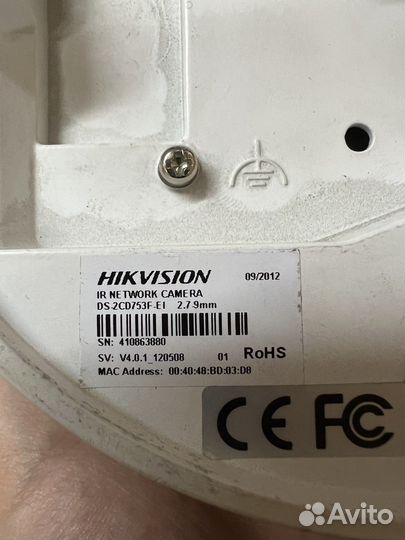 HIKVISION 09/2012
IR NETWORK CAMERA
DS-2CD753F-EI 2.7-9mm
SN: 410863880
SV: V4.0.1_120508 01 RoHS
MAC Address: 00:40:48:BD:03:D8
CE FC
Avito